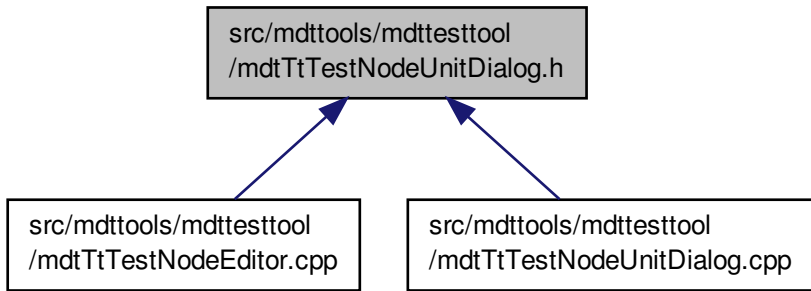 src/mdttools/mdttesttool
/mdtTtTestNodeUnitDialog.h
src/mdttools/mdttesttool
/mdtTtTestNodeEditor.cpp
src/mdttools/mdttesttool
/mdtTtTestNodeUnitDialog.cpp